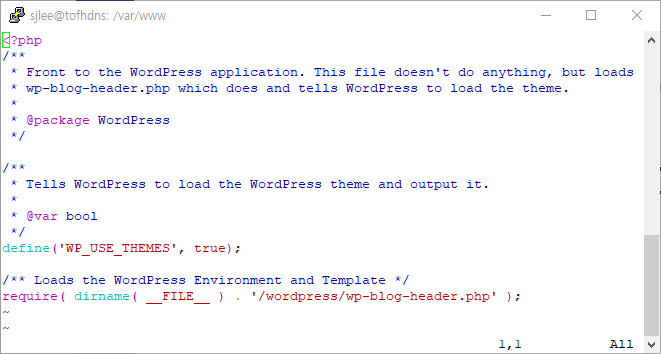 sjlee@tofhdns: /var/www
<?php
/**
 * Front to the WordPress application. This file doesn't do anything, but loads
 * wp-blog-header.php which does and tells WordPress to load the theme.
 *
 * @package WordPress
 */

/**
 * Tells WordPress to load the WordPress theme and output it.
 *
 * @var bool
 */
define('WP_USE_THEMES', true);

/** Loads the WordPress Environment and Template */
require( dirname( __FILE__ ) . '/wordpress/wp-blog-header.php' );
~
~
1,1 All